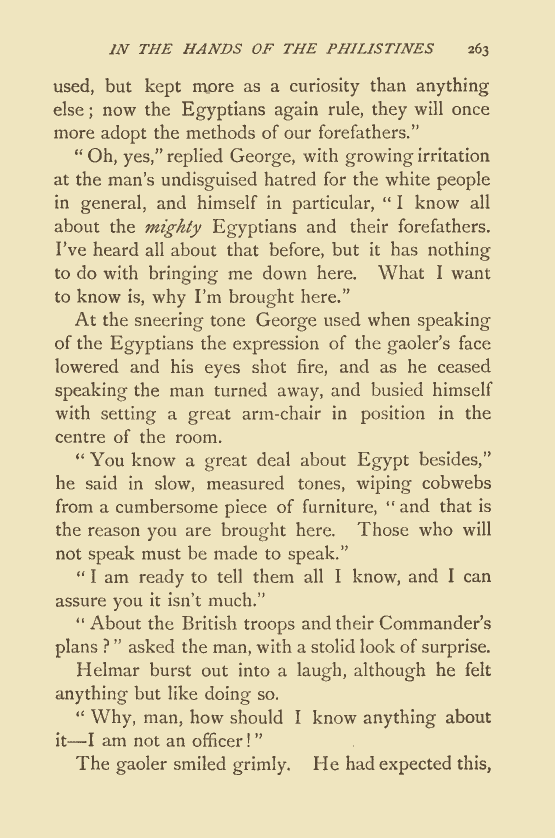 IN THE HANDS OF THE PHILISTINES 263
used, but kept more as a curiosity than anything
else; now the Egyptians again rule, they will once
more adopt the methods of our forefathers."
"Oh, yes," replied George, with growing irritation
at the man's undisguised hatred for the white people
in general, and himself in particular, "I know all
about the mighty Egyptians and their forefathers.
I've heard all about that before, but it has nothing
to do with bringing me down here. What I want
to know is, why I'm brought here."
At the sneering tone George used when speaking
of the Egyptians the expression of the gaoler's face
lowered and his eyes shot fire, and as he ceased
speaking the man turned away, and busied himself
with setting a great arm-chair in position in the
centre of the room.
"You know a great deal about Egypt besides,"
he said in slow, measured tones, wiping cobwebs
from a cumbersome piece of furniture, "and that is
the reason you are brought here. Those who will
not speak must be made to speak."
"I am ready to tell them all I know, and I can
assure you it isn't much."
"About the British troops and their Commander's
plans?" asked the man, with a stolid look of surprise.
Helmar burst out into a laugh, although he felt
anything but like doing so.
"Why, man, how should I know anything about
it—I am not an officer!"
The gaoler smiled grimly. He had expected this,